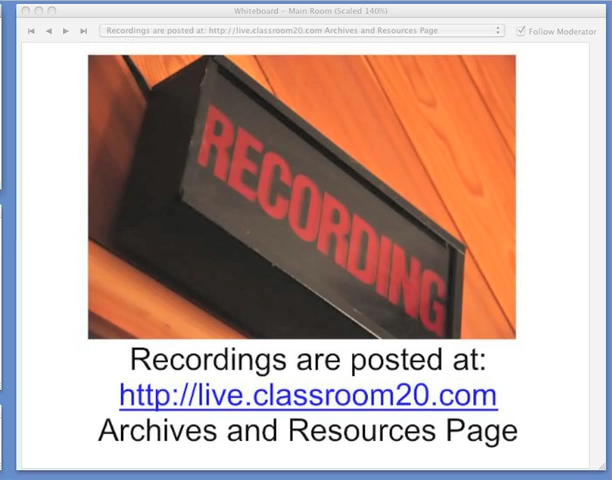 Whiteboard – Main Room (Scaled 140%)
Recordings are posted at: http://live.classroom20.com Archives and Resources Page
Follow Moderator
RECORDING
Recordings are posted at:
http://live.classroom20.com
Archives and Resources Page